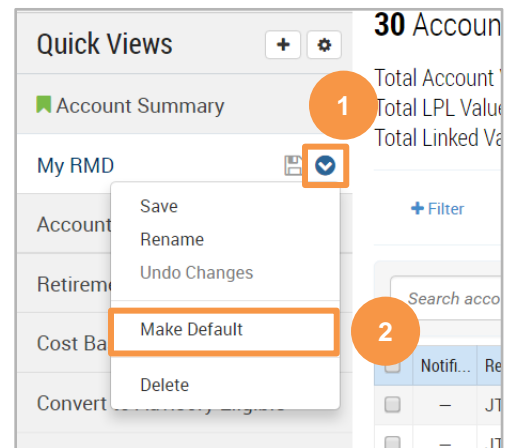 Quick Views
Account Summary
1
My RMD
Save
Rename
Undo Changes
Make Default
2
Delete
Account
Cost Ba
Convert
30 Accoun
Total Account
Total LPL Value
Total Linked Va
+ Filter
Search acco
Notifi... Re
– JT
– JT